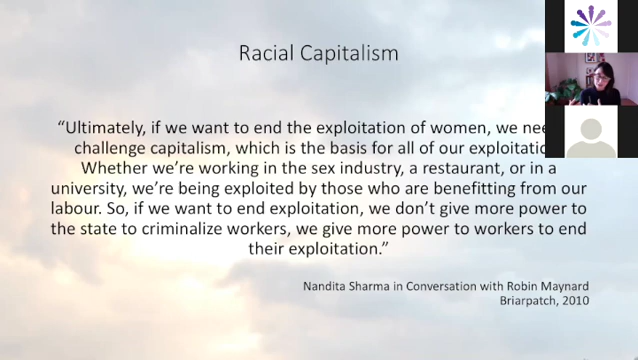 Racial Capitalism
“Ultimately, if we want to end the exploitation of women, we
challenge capitalism, which is the basis for all of our
Whether we’re working in the sex industry, a restaurant, or in a
university, we’re being exploited by those who are benefitting from our
labour. So, if we want to end exploitation, we don’t give more power to
the state to criminalize workers, we give more power to workers to end
their exploitation.”
Nandita Sharma in Conversation with Robin Maynard
Briarpatch, 2010